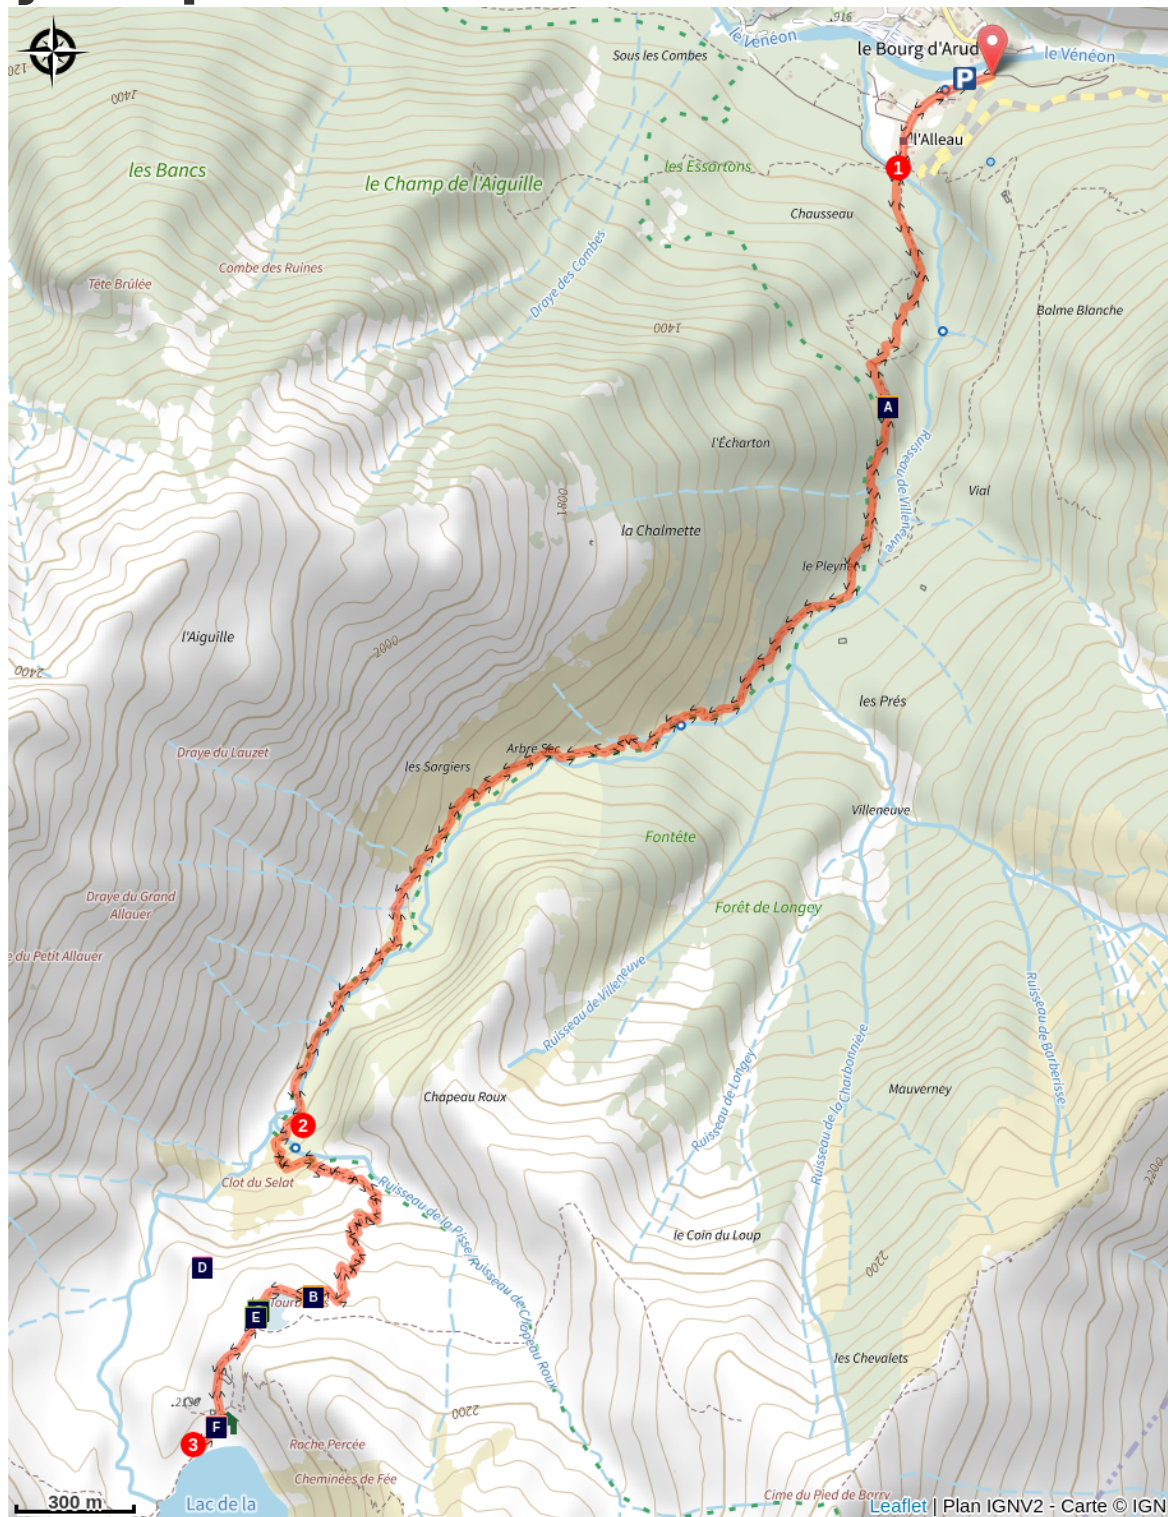 916
le Vénéon
le Bourg d'Arud
le Vénéon
Sous les Combes
P
120
1400
l'Alleau
les Bancs
les Essartons
1
le Champ de l'Aiguille
Chausseau
Combe des Ruines
Tête Brûlée
Draye des Combes
Balme Blanche
1400
A
l'Écharton
Ruisseau de Villeneuve
Vial
1800
la Chalmette
le Pleyne
l'Aiguille
2000
2400
les Prés
Draye du Lauzet
Arbre Sec
les Sargiers
Villeneuve
Fontête
Draye du Grand
Allauer
Forêt de Longey
e du Petit Allauer
Ruisseau de Villeneuve
Ruisseau de Barberisse
Ruisseau de Longey
Ruisseau de la Charbonnière
Mauverney
Chapeau Roux
2
2200
Clot du Selat
Ruisseau de la Pisse/ruisseau de Chapeau Roux
le Coin du Loup
2200
D
B
E
les Chevalets
2200
F
3
Roche Percée
Cheminées de Fée
Cime du Pied de Barry
300 m
Lac de la
Leaflet | Plan IGNV2 - Carte © IGN